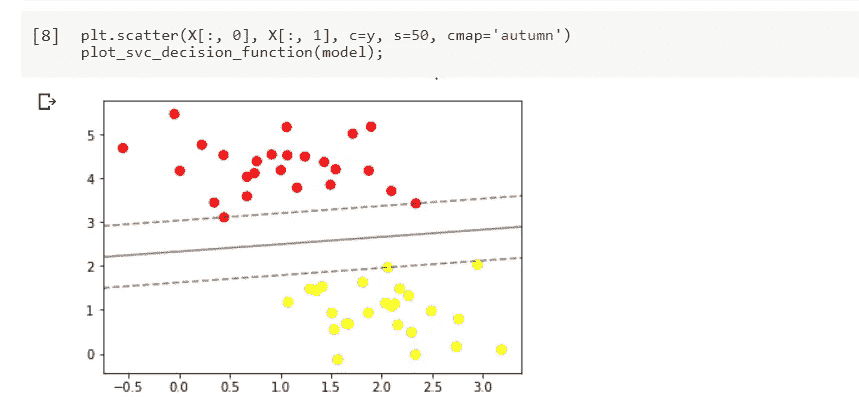 [8] plt.scatter(X[:, 0], X[:, 1], c=y, s=50, cmap='autumn')
plot_svc_decision_function(model);
5
4
3
2
1
0
−0.5 0.0 0.5 1.0 1.5 2.0 2.5 3.0